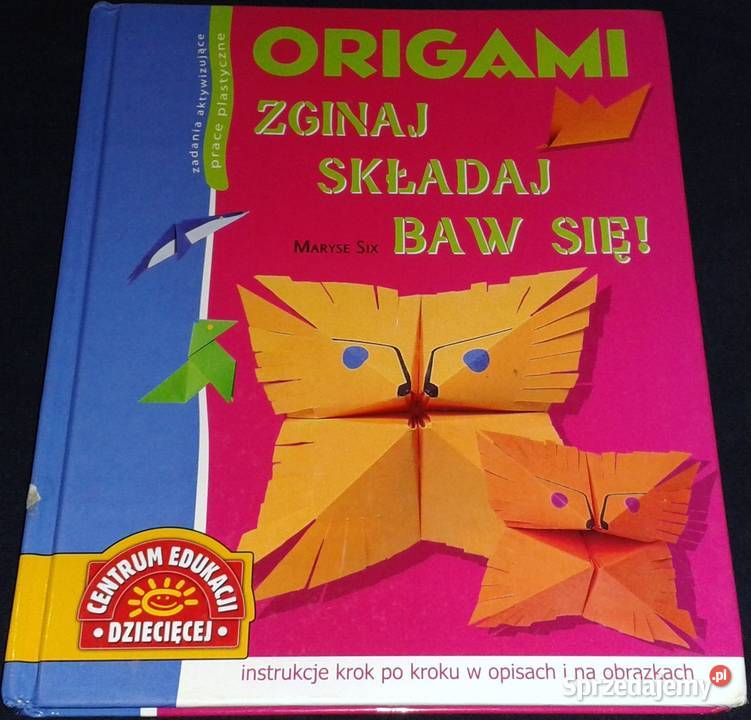 zadania aktywizujące
prace plastyczne
ORIGAMI
ZGINAJ
SKŁADAJ
BAW SIĘ!
MARYSE SIX
CENTRUM EDUKACJI
• DZIECIĘCEJ •
instrukcje krok po kroku w opisach i na obrazkach
Sprzedajemy.pl